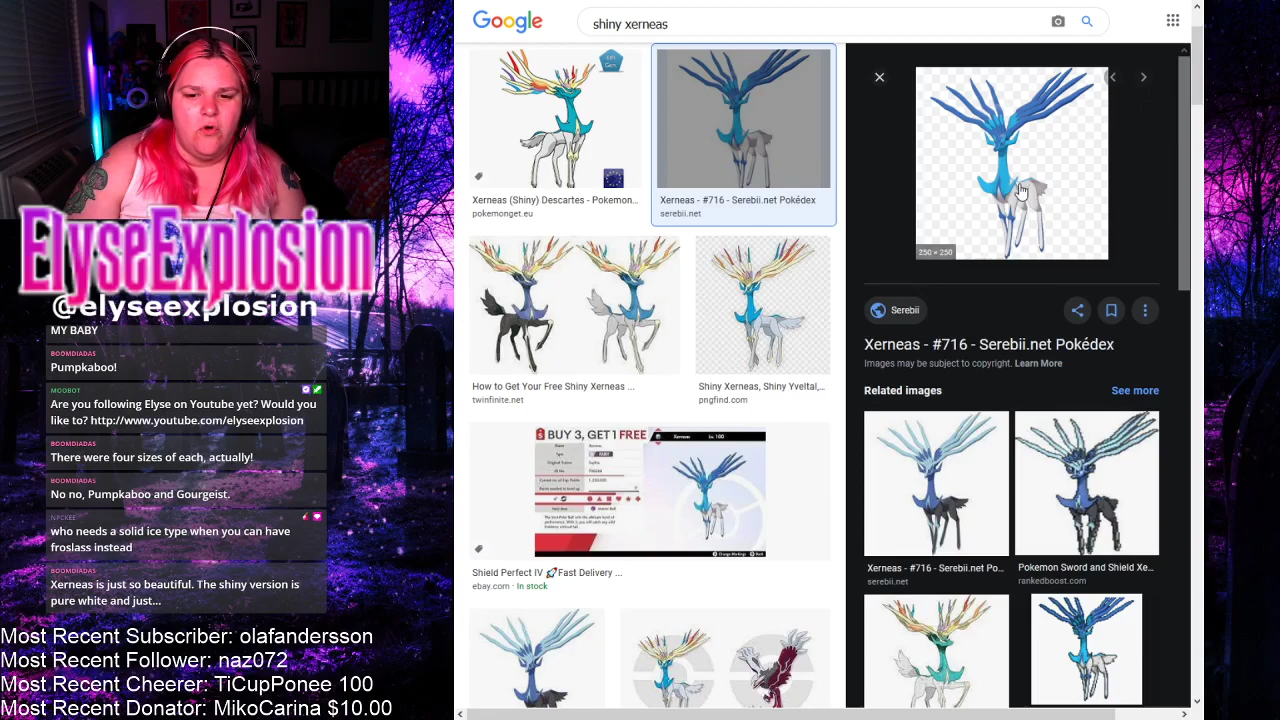 ElyseExplosion
@elyseexplosion
MY BABY
BOOMDIADAS
Pumpkaboo!
MOOBOT
Are you following Elyse on Youtube yet? Would you
like to? http://www.youtube.com/elyseexplosion
BOOMDIADAS
There were four sizes of each, actually!
BOOMDIADAS
No no, Pumpkaboo and Gourgeist.
NPCKEE
who needs glalie anytime when you can have
froslass instead
BOOMDIADAS
Xerneas is just so beautiful. The shiny version is
pure white and just...
Most Recent Subscriber: olafandersson
Most Recent Follower: naz072
Most Recent Cheerer: TiCupPonee 100
Most Recent Donator: MikoCarina $10.00
Google
shiny xerneas
Xerneas (Shiny) Descartes - Pokemon...
pokemonget.eu
Xerneas - #716 - Serebii.net Pokédex
serebii.net
How to Get Your Free Shiny Xerneas ...
twinfinite.net
Shiny Xerneas, Shiny Yveltal,...
pngfind.com
BUY 3, GET 1 FREE
Xerneas
Lv. 100
Shield Perfect IV 🚀Fast Delivery ...
ebay.com · In stock
250 × 250
Serebii
Xerneas - #716 - Serebii.net Pokédex
Images may be subject to copyright. Learn More
Related images
See more
Xerneas - #716 - Serebii.net Po...
serebii.net
Pokemon Sword and Shield Xe...
rankedboost.com